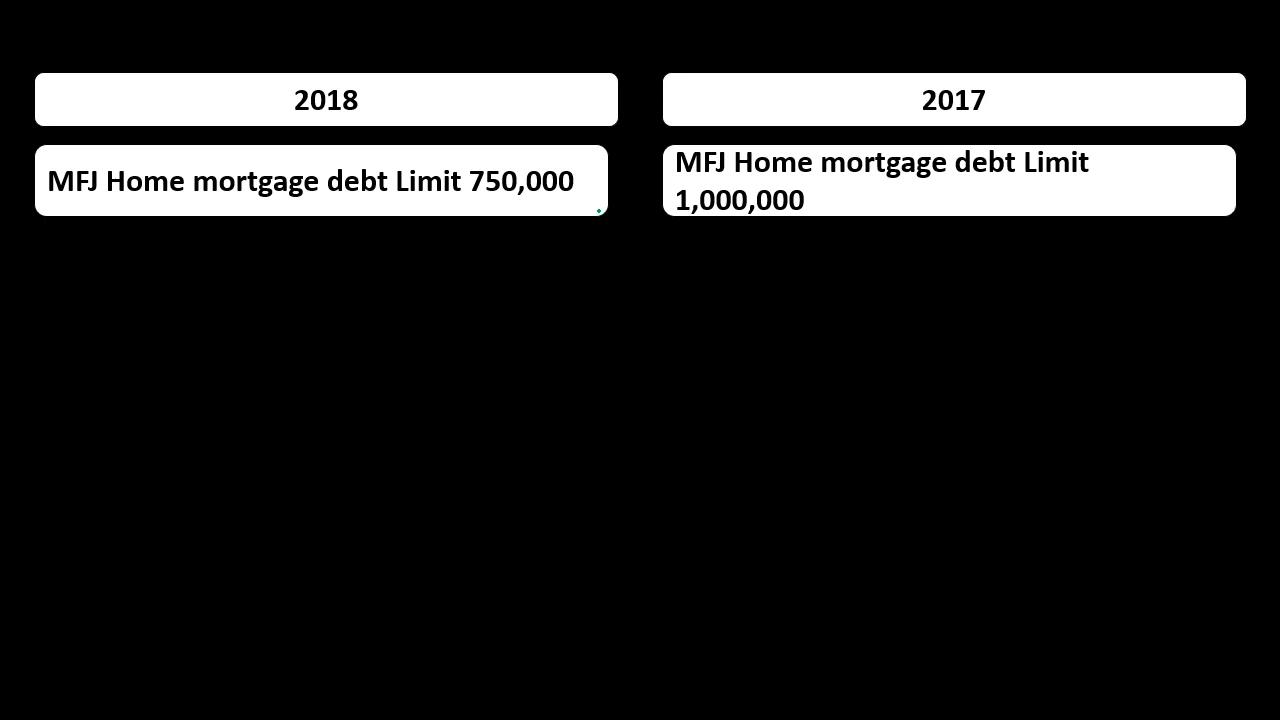 2018
2017
MFJ Home mortgage debt Limit 750,000
MFJ Home mortgage debt Limit
1,000,000